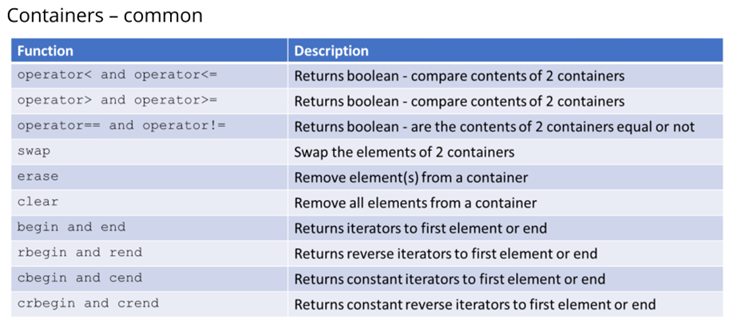 Containers – common
Function Description
operator< and operator<= Returns boolean - compare contents of 2 containers
operator> and operator>= Returns boolean - compare contents of 2 containers
operator== and operator!= Returns boolean - are the contents of 2 containers equal or not
swap Swap the elements of 2 containers
erase Remove element(s) from a container
clear Remove all elements from a container
begin and end Returns iterators to first element or end
rbegin and rend Returns reverse iterators to first element or end
cbegin and cend Returns constant iterators to first element or end
crbegin and crend Returns constant reverse iterators to first element or end